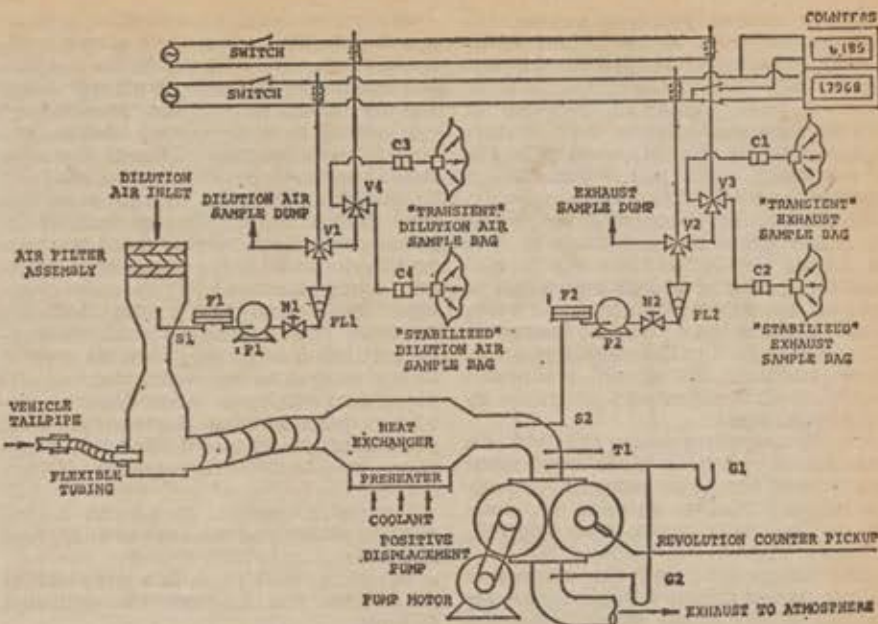 COUNTERS
6,185
17968
SWITCH
SWITCH
C3
C1
DILUTION
AIR INLET
DILUTION AIR
SAMPLE DUMP
V4
V1
"TRANSIENT"
DILUTION AIR
SAMPLE BAG
EXHAUST
SAMPLE DUMP
V3
V2
"TRANSIENT"
EXHAUST
SAMPLE BAG
AIR FILTER
ASSEMBLY
C4
C2
F1
N1
FL1
P1
S1
"STABILIZED"
DILUTION AIR
SAMPLE BAG
F2
N2
FL2
P2
"STABILIZED"
EXHAUST
SAMPLE BAG
VEHICLE
TAILPIPE
FLEXIBLE
TUBING
HEAT
EXCHANGER
S2
T1
G1
PREHEATER
COOLANT
POSITIVE
DISPLACEMENT
PUMP
REVOLUTION COUNTER PICKUP
G2
PUMP MOTOR
EXHAUST TO ATMOSPHERE